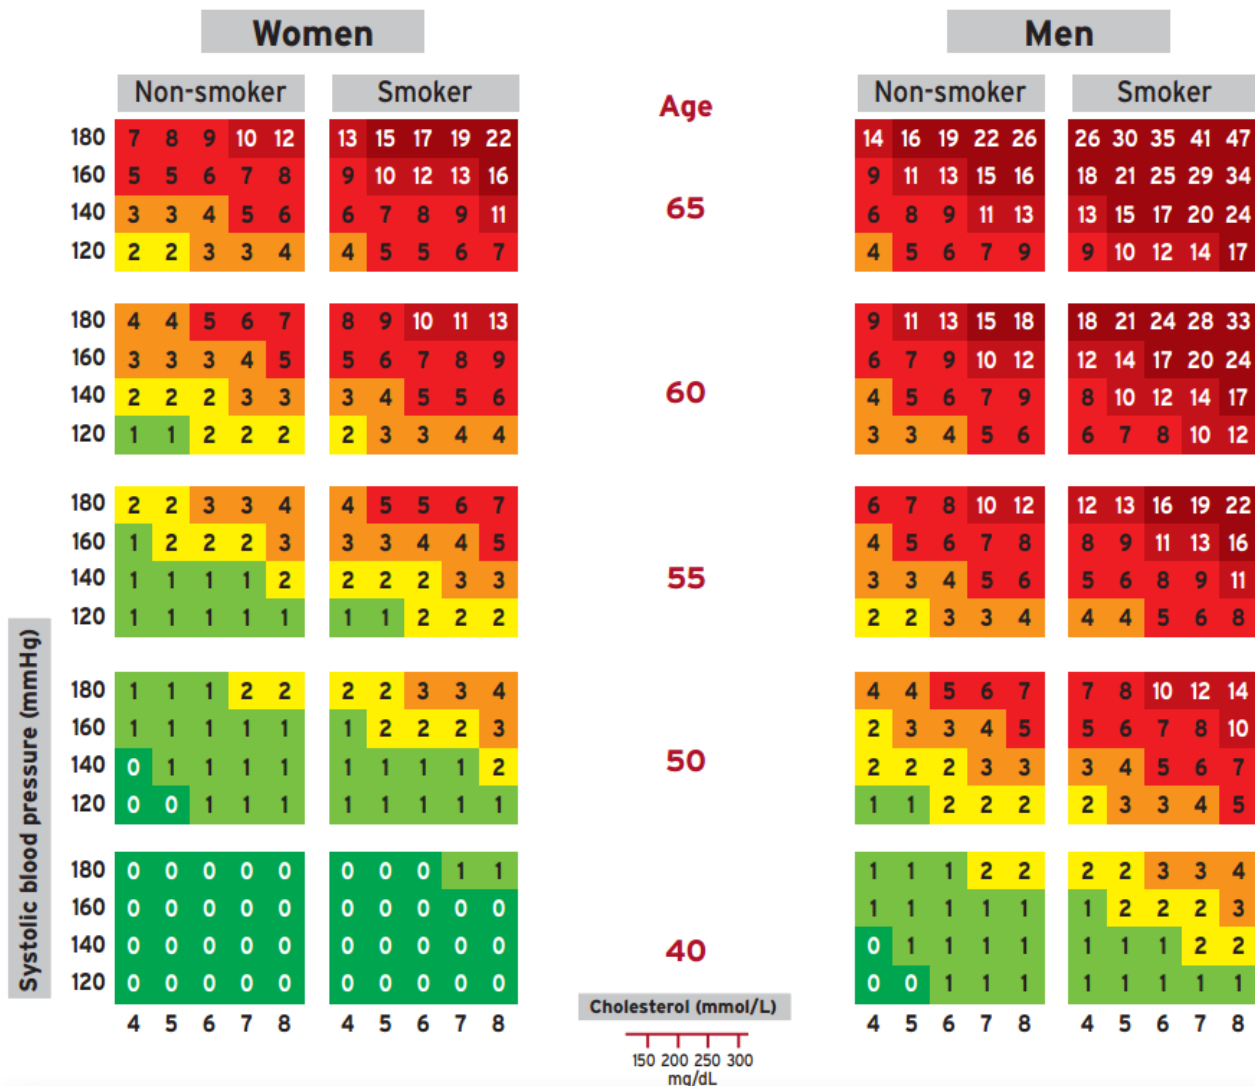 Women Men
Non-smoker Smoker Age Non-smoker Smoker
180 7 8 9 10 12 13 15 17 19 22 14 16 19 22 26 26 30 35 41 47
160 5 5 6 7 8 9 10 12 13 16 9 11 13 15 16 18 21 25 29 34
65
140 3 3 4 5 6 6 7 8 9 11 6 8 9 11 13 13 15 17 20 24
120 2 2 3 3 4 4 5 5 6 7 4 5 6 7 9 9 10 12 14 17
180 4 4 5 6 7 8 9 10 11 13 9 11 13 15 18 18 21 24 28 33
160 3 3 3 4 5 5 6 7 8 9 6 7 9 10 12 12 14 17 20 24
60
140 2 2 2 3 3 3 4 5 5 6 4 5 6 7 9 8 10 12 14 17
120 1 1 2 2 2 2 3 3 4 4 3 3 4 5 6 6 7 8 10 12
180 2 2 3 3 4 4 5 5 6 7 6 7 8 10 12 12 13 16 19 22
160 1 2 2 2 3 3 3 4 4 5 4 5 6 7 8 8 9 11 13 16
55
140 1 1 1 1 2 2 2 2 3 3 3 3 4 5 6 5 6 8 9 11
120 1 1 1 1 1 1 1 2 2 2 2 2 3 3 4 4 4 5 6 8
180 1 1 1 2 2 2 2 3 3 4 4 4 5 6 7 7 8 10 12 14
160 1 1 1 1 1 1 2 2 2 3 2 3 3 4 5 5 6 7 8 10
50
140 0 1 1 1 1 1 1 1 1 2 2 2 2 3 3 3 4 5 6 7
120 0 0 1 1 1 1 1 1 1 1 1 1 2 2 2 2 3 3 4 5
180 0 0 0 0 0 0 0 0 1 1 1 1 1 2 2 2 2 3 3 4
160 0 0 0 0 0 0 0 0 0 0 1 1 1 1 1 1 2 2 2 3
40
140 0 0 0 0 0 0 0 0 0 0 0 1 1 1 1 1 1 1 2 2
120 0 0 0 0 0 0 0 0 0 0 0 0 1 1 1 1 1 1 1 1
4 5 6 7 8 4 5 6 7 8 4 5 6 7 8 4 5 6 7 8
Systolic blood pressure (mmHg)
Cholesterol (mmol/L)
150 200 250 300
mg/dL